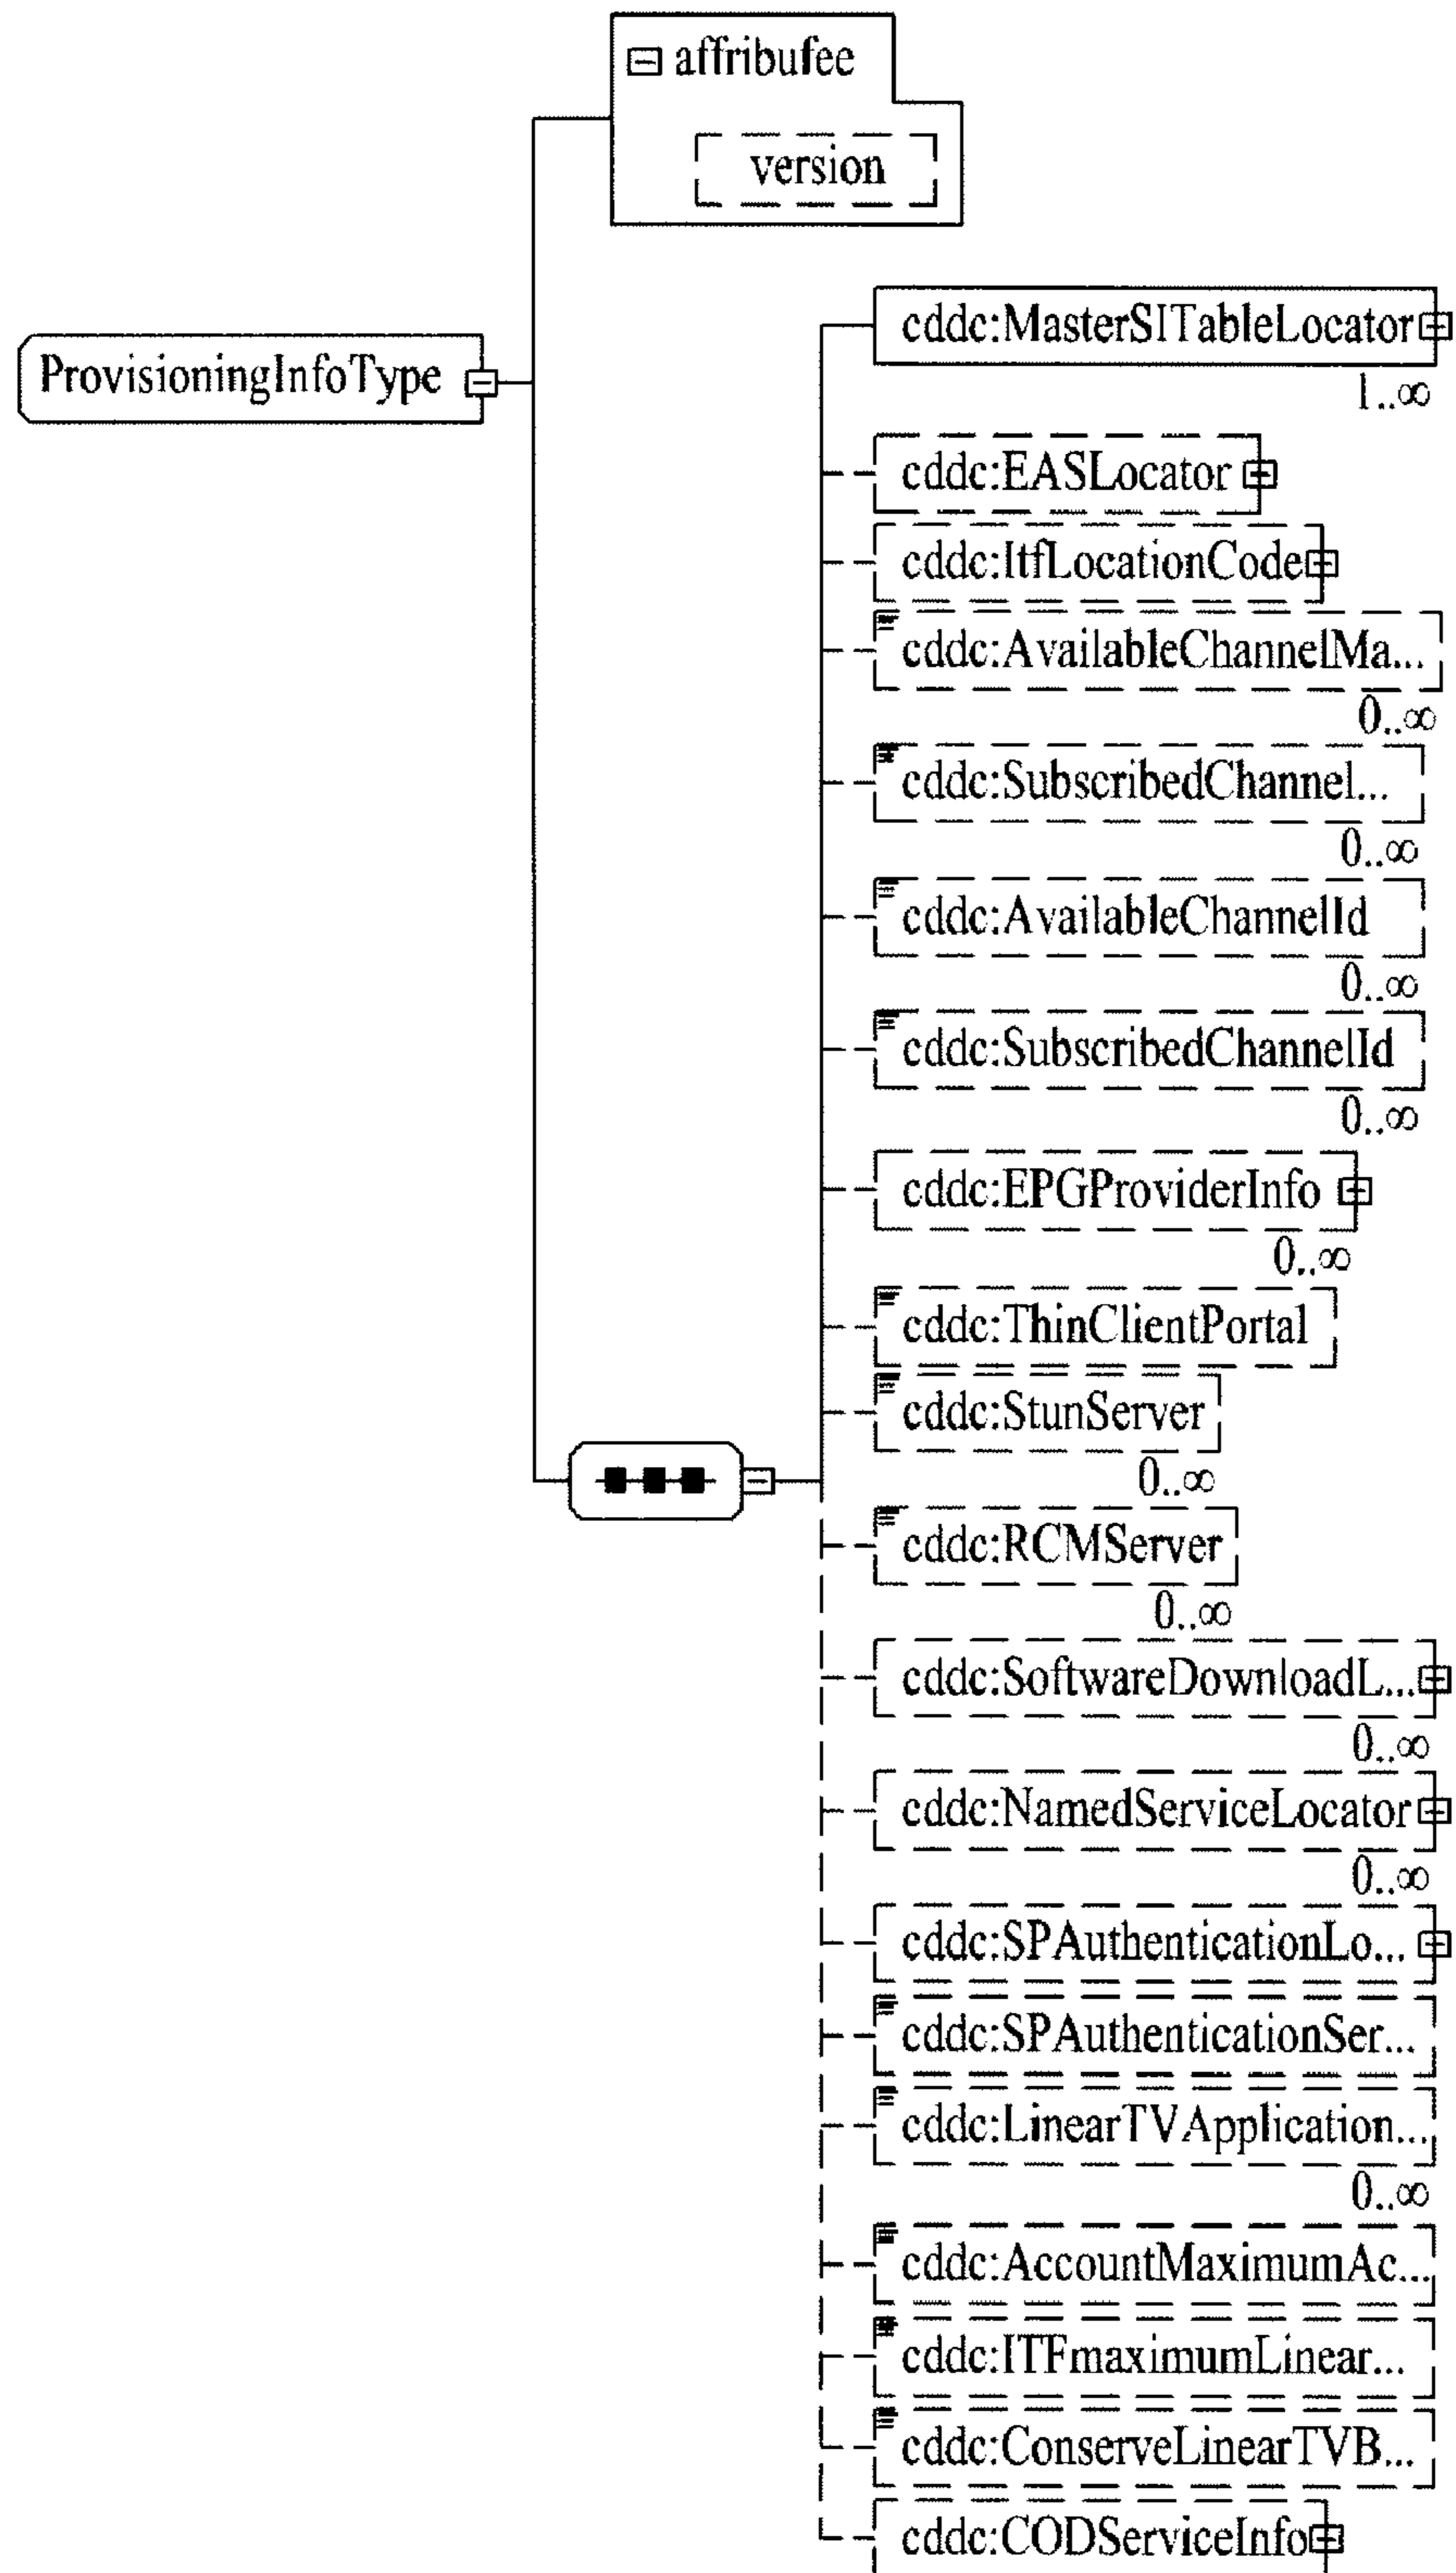 affribufee
version
ProvisioningInfoType
cddc:MasterSITableLocator
1..∞
cddc:EASLocator
cddc:ItfLocationCode
cddc:AvailableChannelMa...
0..∞
cddc:SubscribedChannel...
0..∞
cddc:AvailableChannelId
0..∞
cddc:SubscribedChannelId
0..∞
cddc:EPGProviderInfo
0..∞
cddc:ThinClientPortal
cddc:StunServer
0..∞
cddc:RCMServer
0..∞
cddc:SoftwareDownloadL...
0..∞
cddc:NamedServiceLocator
0..∞
cddc:SPAuthenticationLo...
cddc:SPAuthenticationSer...
cddc:LinearTVApplication...
0..∞
cddc:AccountMaximumAc...
cddc:ITFmaximumLinear...
cddc:ConserveLinearTVB...
cddc:CODServiceInfo